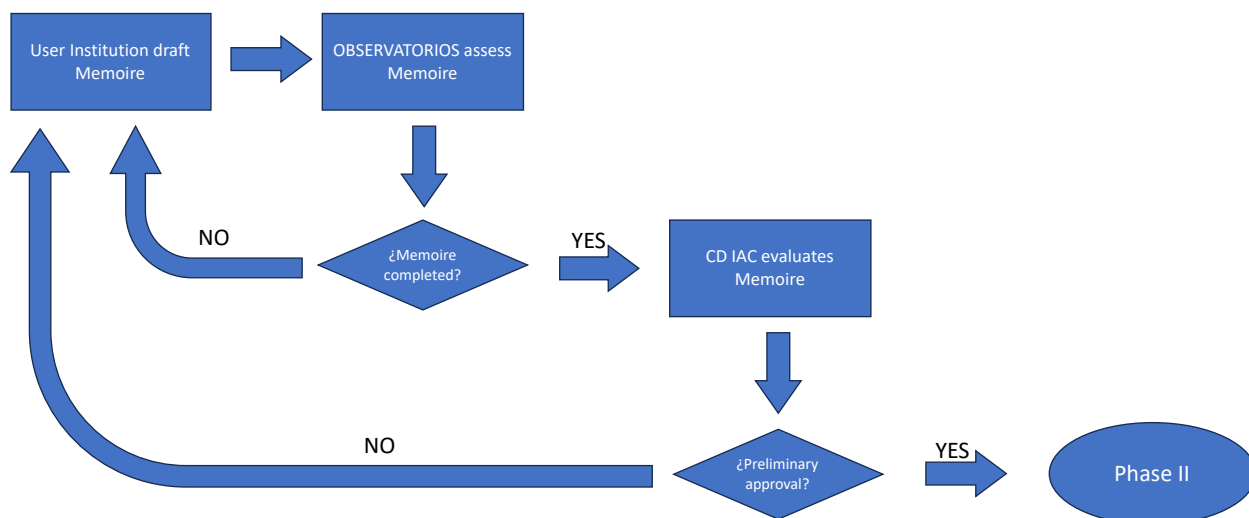 User Institution draft
Memoire
OBSERVATORIOS assess
Memoire
NO
¿Memoire
completed?
YES
CD IAC evaluates
Memoire
NO
¿Preliminary
approval?
YES
Phase II